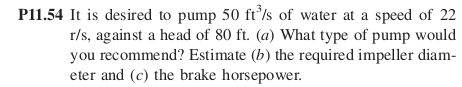 P11.54 It is desired to pump 50 ft³/s of water at a speed of 22
r/s, against a head of 80 ft. (a) What type of pump would
you recommend? Estimate (b) the required impeller diam-
eter and (c) the brake horsepower.